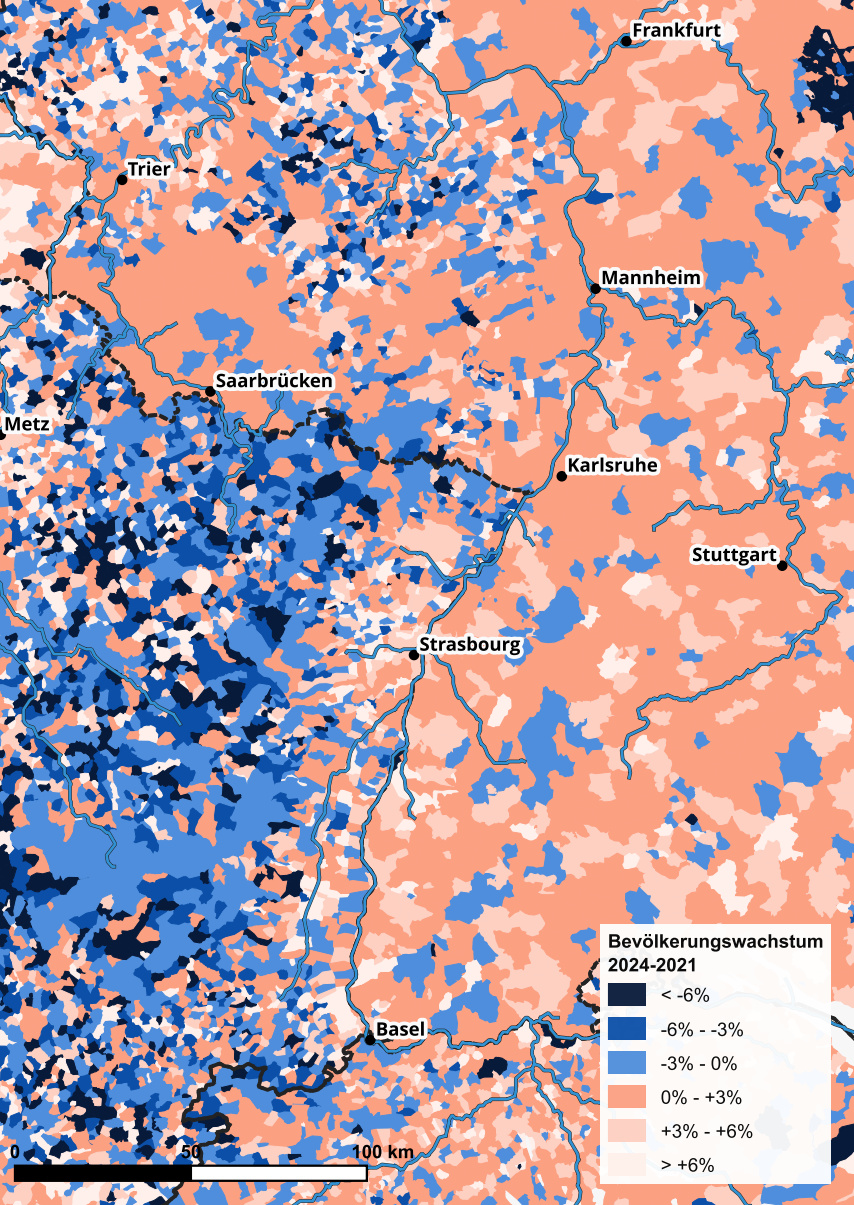 Frankfurt
Trier
Mannheim
Saarbrücken
Metz
Karlsruhe
Stuttgart
Strasbourg
Basel
Bevölkerungswachstum
2024-2021
< -6%
-6% - -3%
-3% - 0%
0% - +3%
+3% - +6%
> +6%
0 50 100 km